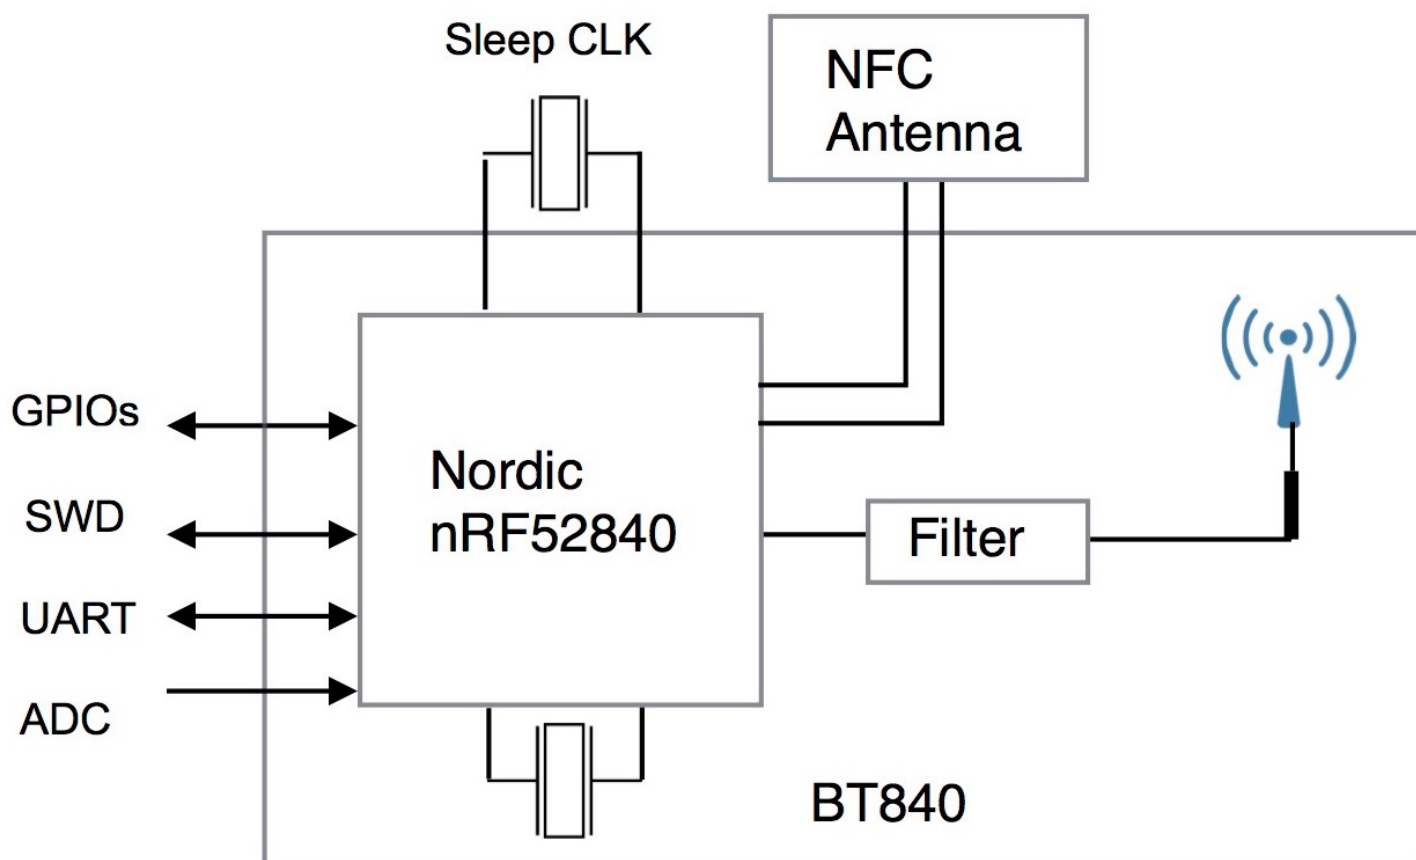 Sleep CLK
NFC
Antenna
GPIOs
SWD
UART
ADC
Nordic
nRF52840
Filter
BT840